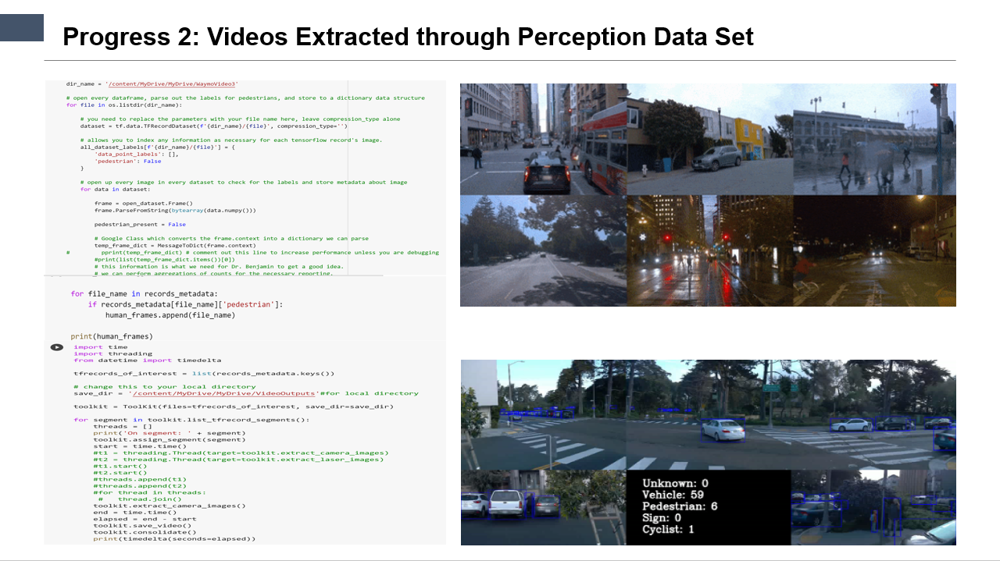 Progress 2: Videos Extracted through Perception Data Set
dir_name = '/content/MyDrive/MyDrive/WaymoVideo3'
# open every dataframe, parse out the labels for pedestrians, and store to a dictionary data structure
for file in os.listdir(dir_name):
# you need to replace the parameters with your file name here, leave compression_type alone
dataset = tf.data.TFRecordDataset(f'{dir_name}/{file}', compression_type='')
# allows you to index any information as necessary for each tensorflow record's image.
all_dataset_labels[f'{dir_name}/{file}'] = {
'data_point_labels': [],
'pedestrian': False
}
# open up every image in every dataset to check for the labels and store metadata about image
for data in dataset:
frame = open_dataset.Frame()
frame.ParseFromString(bytearray(data.numpy()))
pedestrian_present = False
# Google Class which converts the frame.context into a dictionary we can parse
temp_frame_dict = MessageToDict(frame.context)
# pprint(temp_frame_dict) # comment out this line to increase performance unless you are debugging
#print(list(temp_frame_dict.items())[0])
# this information is what we need for Dr. Benjamin to get a good idea.
# we can perform aggregations of counts for the necessary reporting.
for file_name in records_metadata:
if records_metadata[file_name]['pedestrian']:
human_frames.append(file_name)
print(human_frames)
import time
import threading
from datetime import timedelta
tfrecords_of_interest = list(records_metadata.keys())
# change this to your local directory
save_dir = '/content/MyDrive/MyDrive/VideoOutputs'#for local directory
toolkit = ToolKit(files=tfrecords_of_interest, save_dir=save_dir)
for segment in toolkit.list_tfrecord_segments():
threads = []
print('On segment: ' + segment)
toolkit.assign_segment(segment)
start = time.time()
#t1 = threading.Thread(target=toolkit.extract_camera_images)
#t2 = threading.Thread(target=toolkit.extract_laser_images)
#t1.start()
#t2.start()
#threads.append(t1)
#threads.append(t2)
#for thread in threads:
# thread.join()
toolkit.extract_camera_images()
end = time.time()
elapsed = end - start
toolkit.save_video()
toolkit.consolidate()
print(timedelta(seconds=elapsed))
Unknown: 0
Vehicle: 59
Pedestrian: 6
Sign: 0
Cyclist: 1